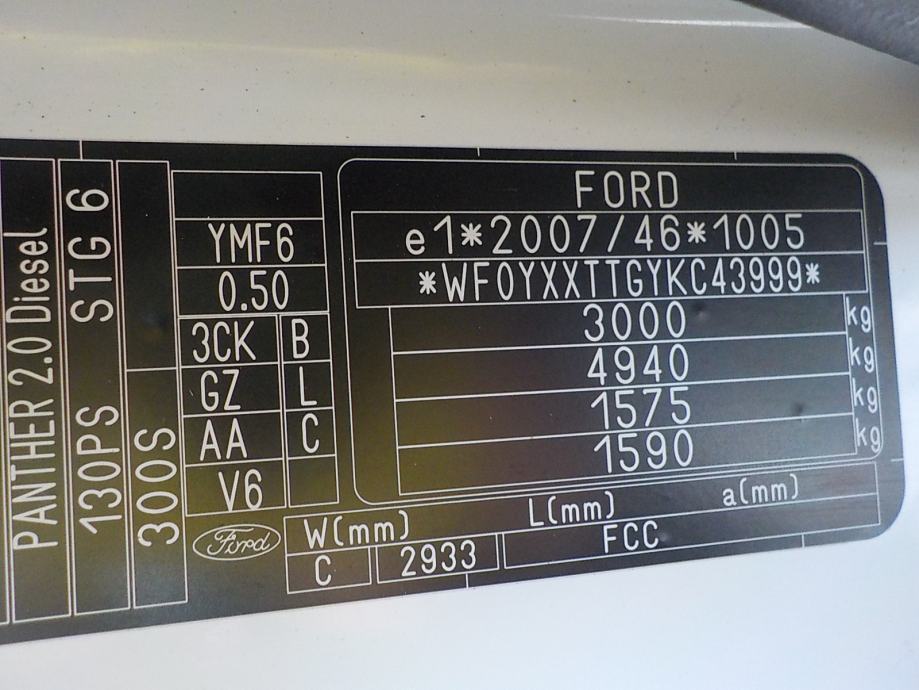 FORD
e1*2007/46*1005
*WF0YXXTTGYKC43999*
3000 kg
4940 kg
1575 kg
1590 kg
YMF6
0.50
3CK B
GZ L
AA C
V6
PANTHER 2.0 Diesel
130PS STG 6
300S
Ford
W(mm) L(mm) a(mm)
C 2933 FCC